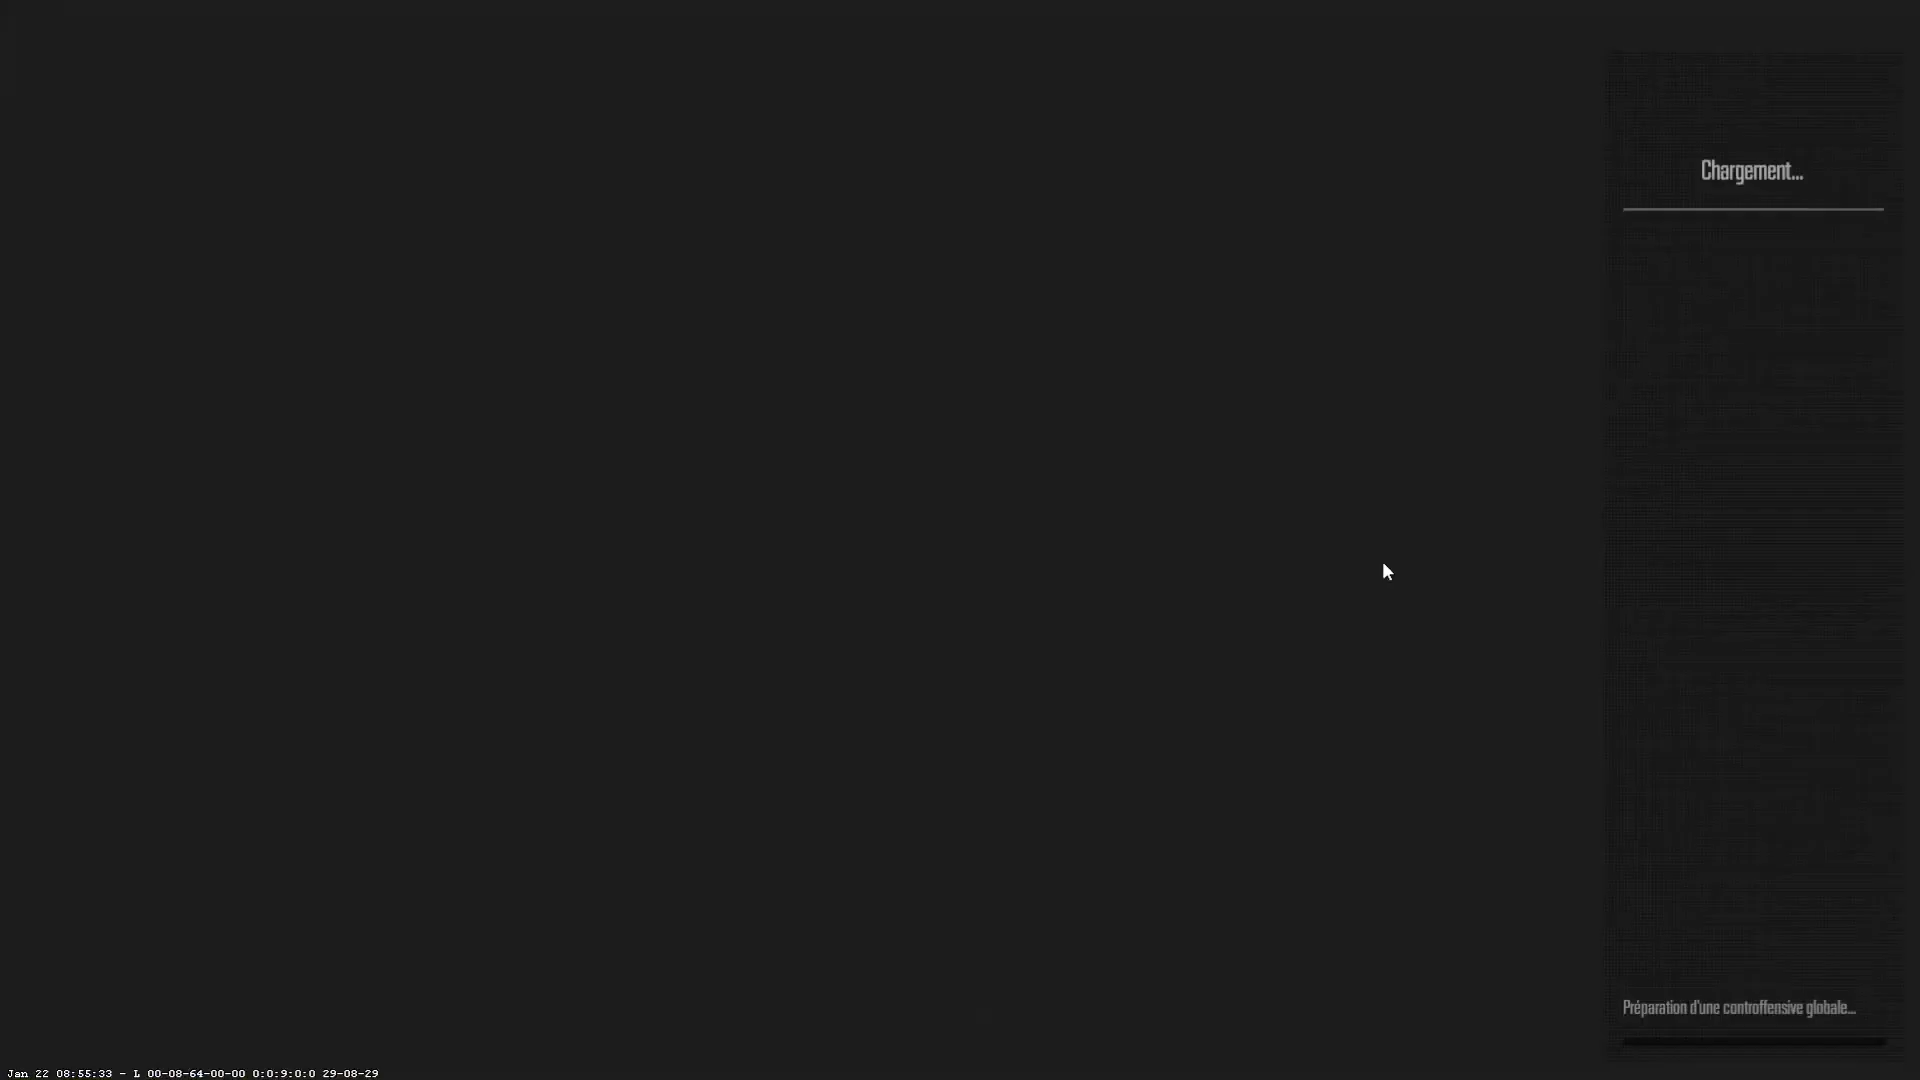 Chargement...
Préparation d'une controffensive globale...
Jan 22 08:55:33 - L 00-08-64-00-00 0:0:9:0:0 29-08-29